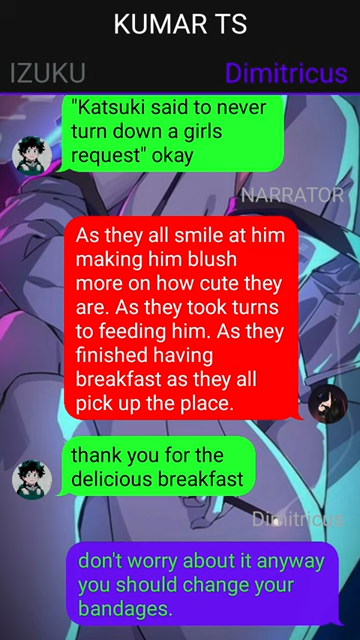 KUMAR TS
IZUKU
Dimitricus
"Katsuki said to never
turn down a girls
request" okay
NARRATOR
As they all smile at him
making him blush
more on how cute they
are. As they took turns
to feeding him. As they
finished having
breakfast as they all
pick up the place.
thank you for the
delicious breakfast
Dimitricus
don't worry about it anyway
you should change your
bandages.